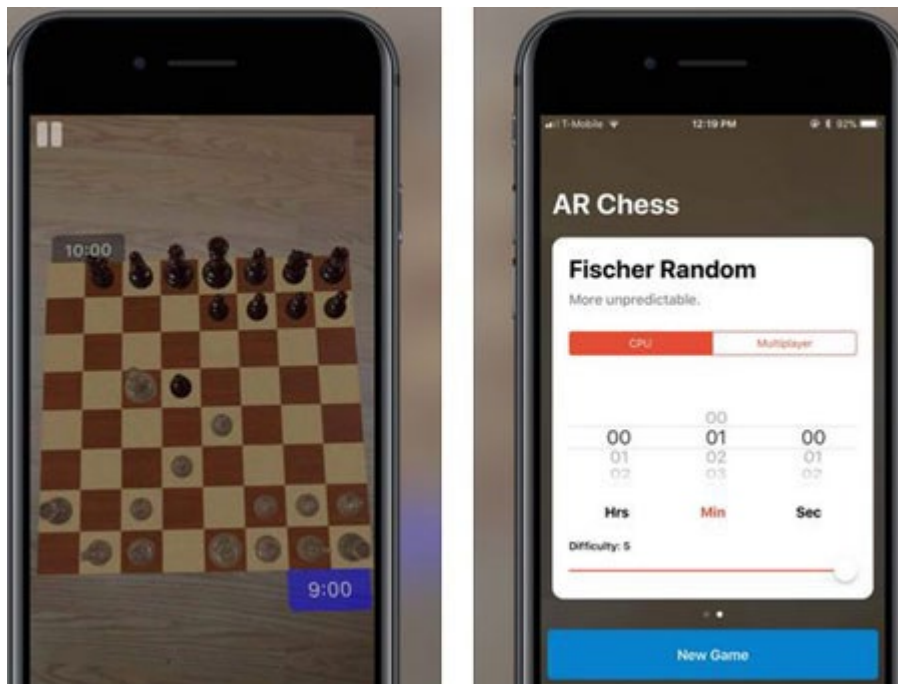 10:00
9:00
T-Mobile 12:19 PM 92%
AR Chess
Fischer Random
More unpredictable.
CPU Multiplayer
00
00 01 00
01 02 01
02 03 02
Hrs Min Sec
Difficulty: 5
New Game